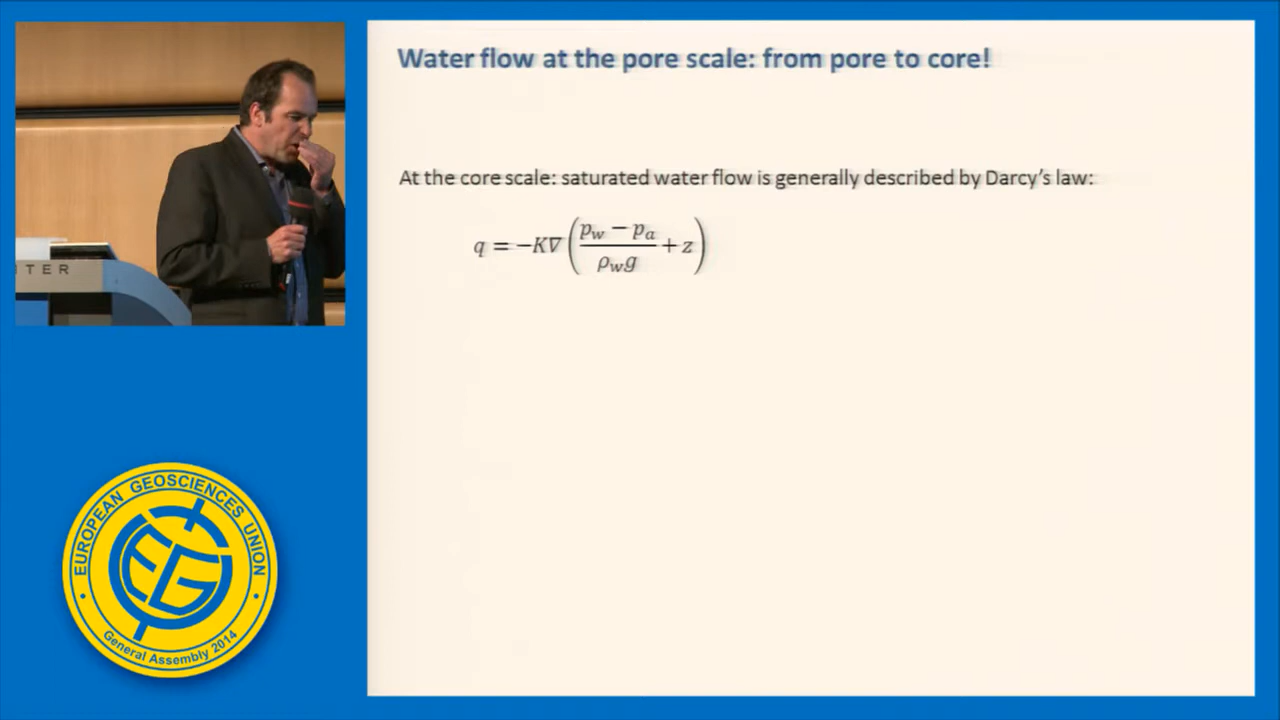 Water flow at the pore scale: from pore to core!
At the core scale: saturated water flow is generally described by Darcy's law:
q = −K∇ ( (p_w − p_a) / (ρ_w g) + z )
TER
EUROPEAN GEOSCIENCES UNION
EGU
General Assembly 2014